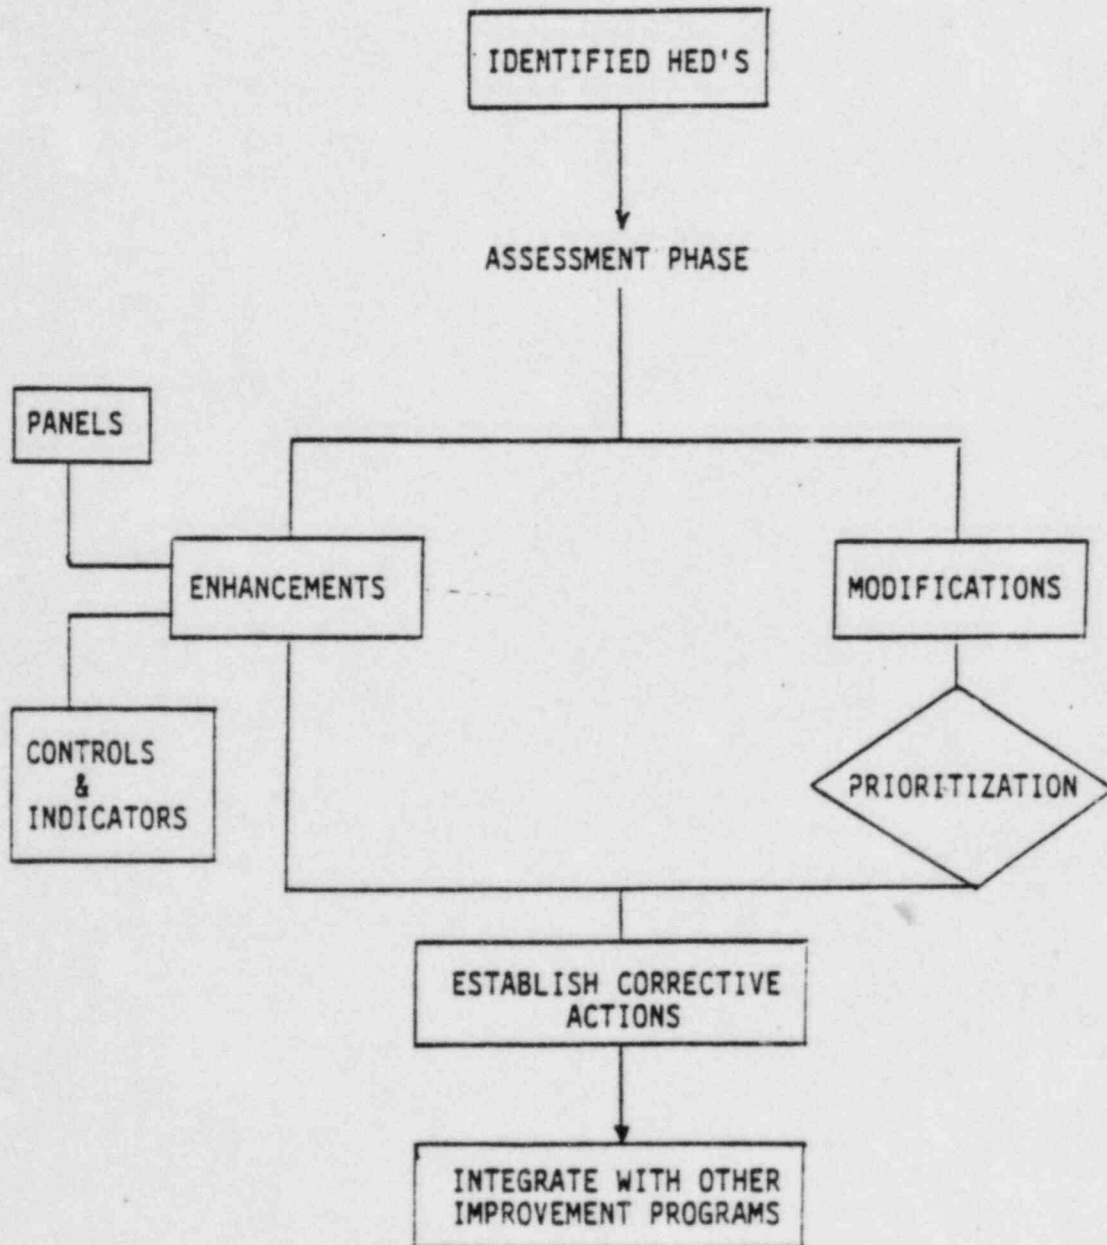 IDENTIFIED HED'S
ASSESSMENT PHASE
PANELS
ENHANCEMENTS
MODIFICATIONS
CONTROLS
&
INDICATORS
PRIORITIZATION
ESTABLISH CORRECTIVE
ACTIONS
INTEGRATE WITH OTHER
IMPROVEMENT PROGRAMS